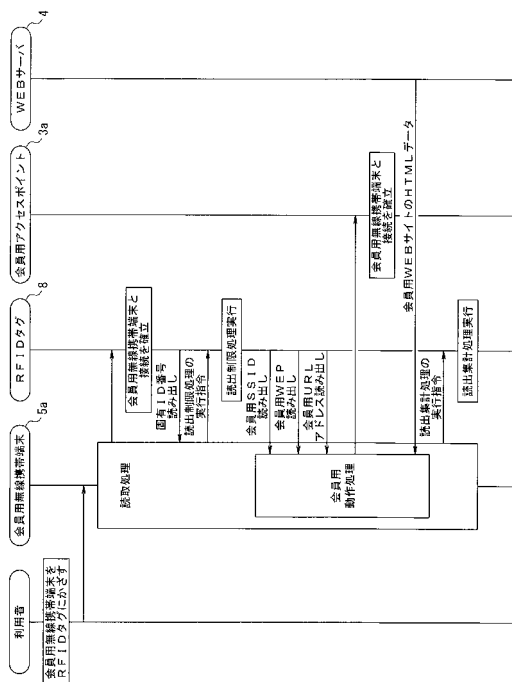 利用者
会員用無線携帯端末
5a
RFIDタグ
8
会員用アクセスポイント
3a
WEBサーバ
4
会員用無線携帯端末を
RFIDタグにかざす
読取処理
会員用無線携帯端末と
接続を確立
固有ID番号
読み出し
読出制限処理の
実行指令
読出制限処理実行
会員用SSID
読み出し
会員用WEP
読み出し
会員用URL
アドレス読み出し
会員用
動作処理
会員用無線携帯端末と
接続を確立
会員用WEBサイトのHTMLデータ
読出集計処理の
実行指令
読出集計処理実行